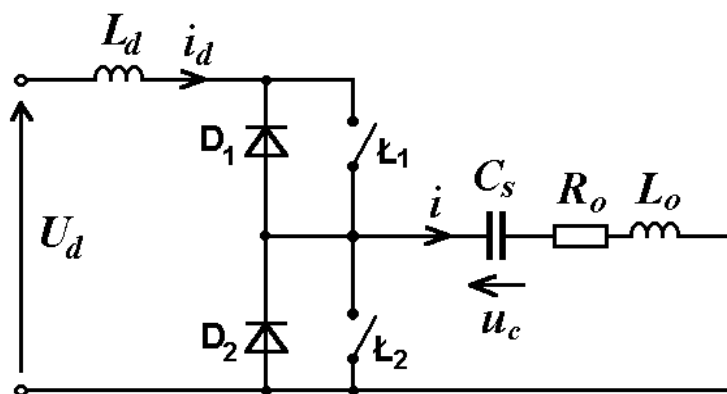 L_d
i_d
D₁
Ł₁
C_s
R_o
L_o
i
U_d
u_c
D₂
Ł₂